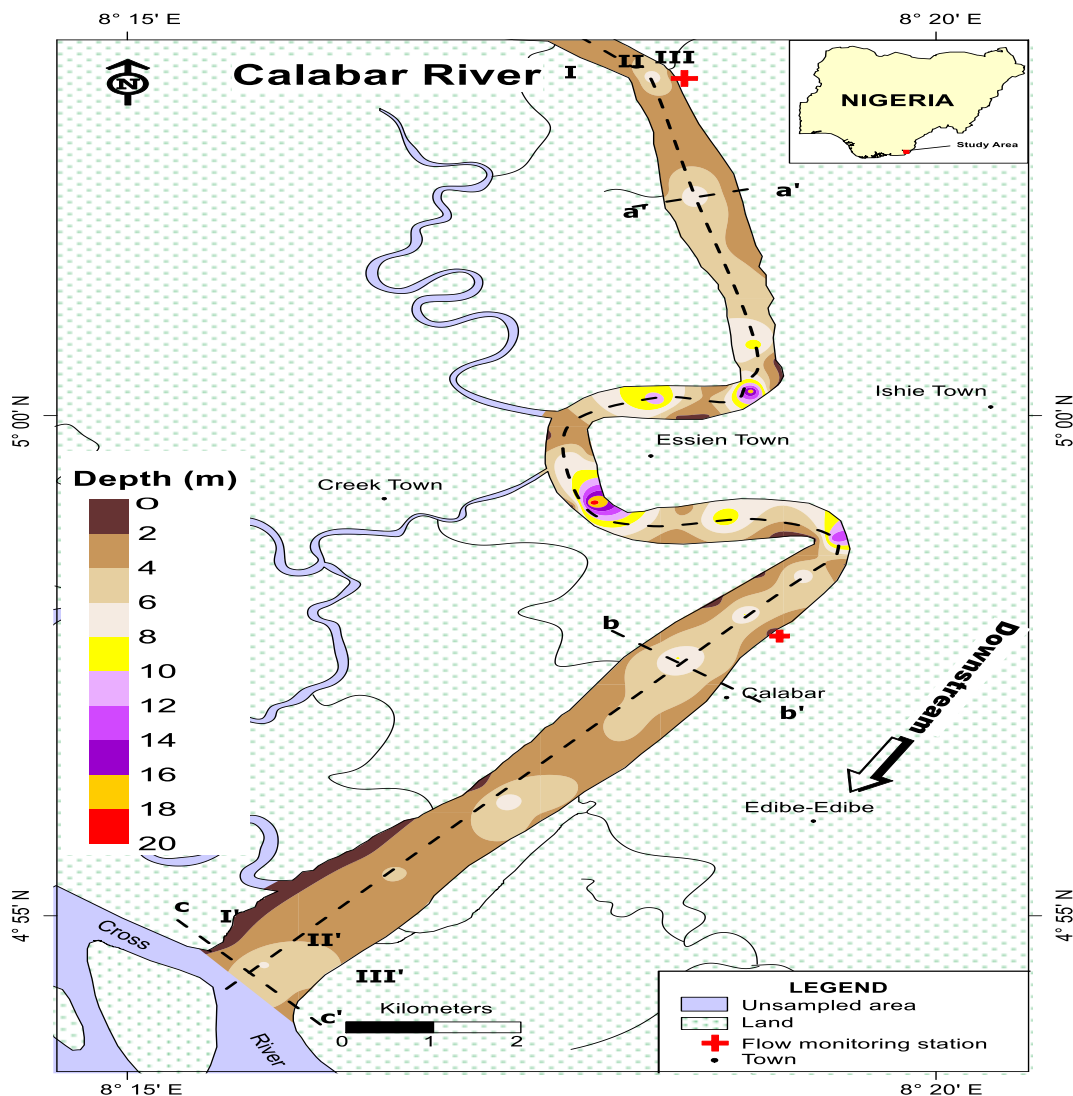 8° 15' E
8° 20' E
Calabar River
N
I
II
III
NIGERIA
Study Area
a'
a'
Ishie Town
5° 00' N
5° 00' N
Essien Town
Creek Town
Depth (m)
0
2
4
6
8
10
12
14
16
18
20
b
Calabar
b'
Downstream
Edibe-Edibe
c
I'
II'
III'
c'
4° 55' N
4° 55' N
Cross
River
Kilometers
0 1 2
LEGEND
Unsampled area
Land
Flow monitoring station
Town
8° 15' E
8° 20' E